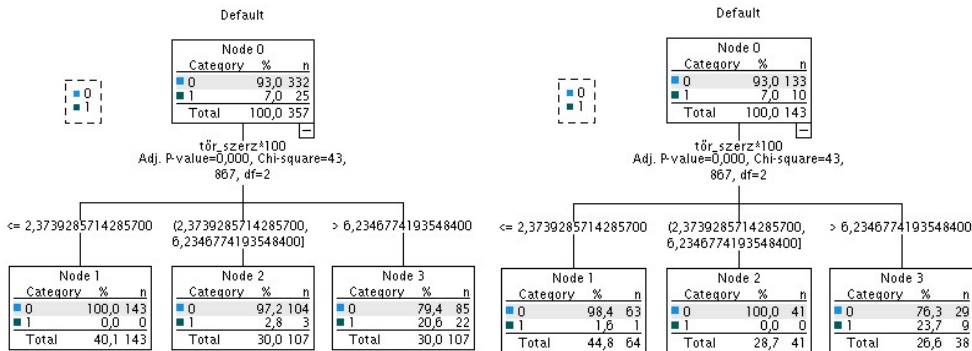 Default
Node 0
Category % n
0 93,0 332
1 7,0 25
Total 100,0 357
0
1
tőr_szerz*100
Adj. P-value=0,000, Chi-square=43,
867, df=2
<= 2,3739285714285700
(2,3739285714285700,
6,2346774193548400]
> 6,2346774193548400
Node 1
Category % n
0 100,0 143
1 0,0 0
Total 40,1 143
Node 2
Category % n
0 97,2 104
1 2,8 3
Total 30,0 107
Node 3
Category % n
0 79,4 85
1 20,6 22
Total 30,0 107
Default
Node 0
Category % n
0 93,0 133
1 7,0 10
Total 100,0 143
0
1
tőr_szerz*100
Adj. P-value=0,000, Chi-square=43,
867, df=2
<= 2,3739285714285700
(2,3739285714285700,
6,2346774193548400]
> 6,2346774193548400
Node 1
Category % n
0 98,4 63
1 1,6 1
Total 44,8 64
Node 2
Category % n
0 100,0 41
1 0,0 0
Total 28,7 41
Node 3
Category % n
0 76,3 29
1 23,7 9
Total 26,6 38